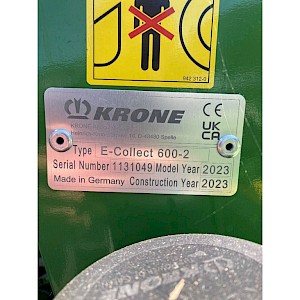 942 312-0
KRONE
CE
UK
CA
Type E-Collect 600-2
Serial Number 1131049 Model Year 2023
Made in Germany Construction Year 2023
KRONE